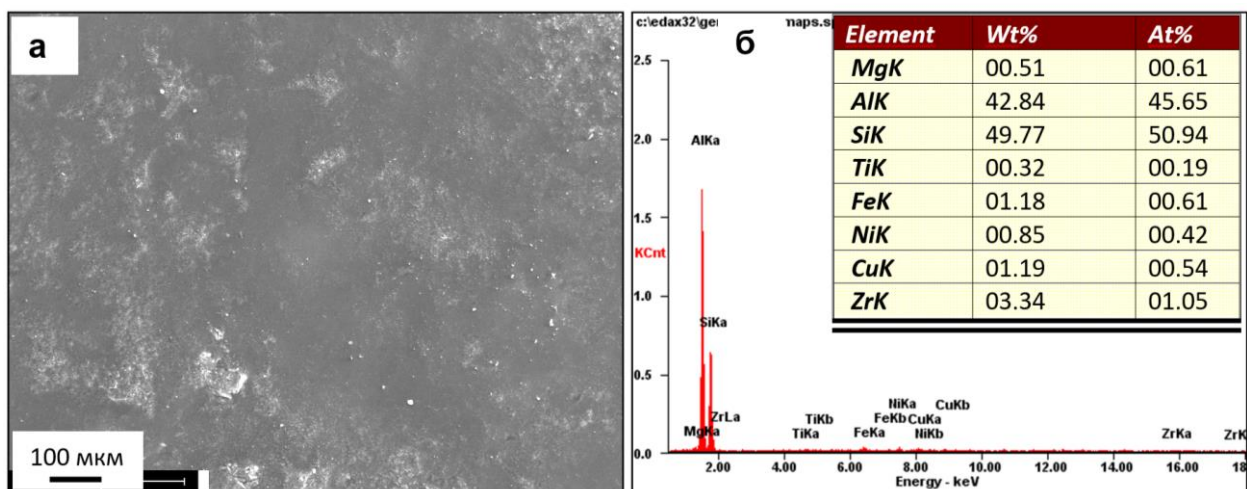 а
100 мкм
c:\edax32\ge
maps.s
б
Element Wt% At%
MgK 00.51 00.61
AlK 42.84 45.65
SiK 49.77 50.94
TiK 00.32 00.19
FeK 01.18 00.61
NiK 00.85 00.42
CuK 01.19 00.54
ZrK 03.34 01.05
2.5
2.0
AlKa
1.5
KCnt
1.0
SiKa
0.5
NiKa CuKb
ZrLa TiKb FeKb CuKa
MgKa TiKa FeKa NiKb ZrKa ZrK
0.0
2.00 4.00 6.00 8.00 10.00 12.00 14.00 16.00 18
Energy - keV